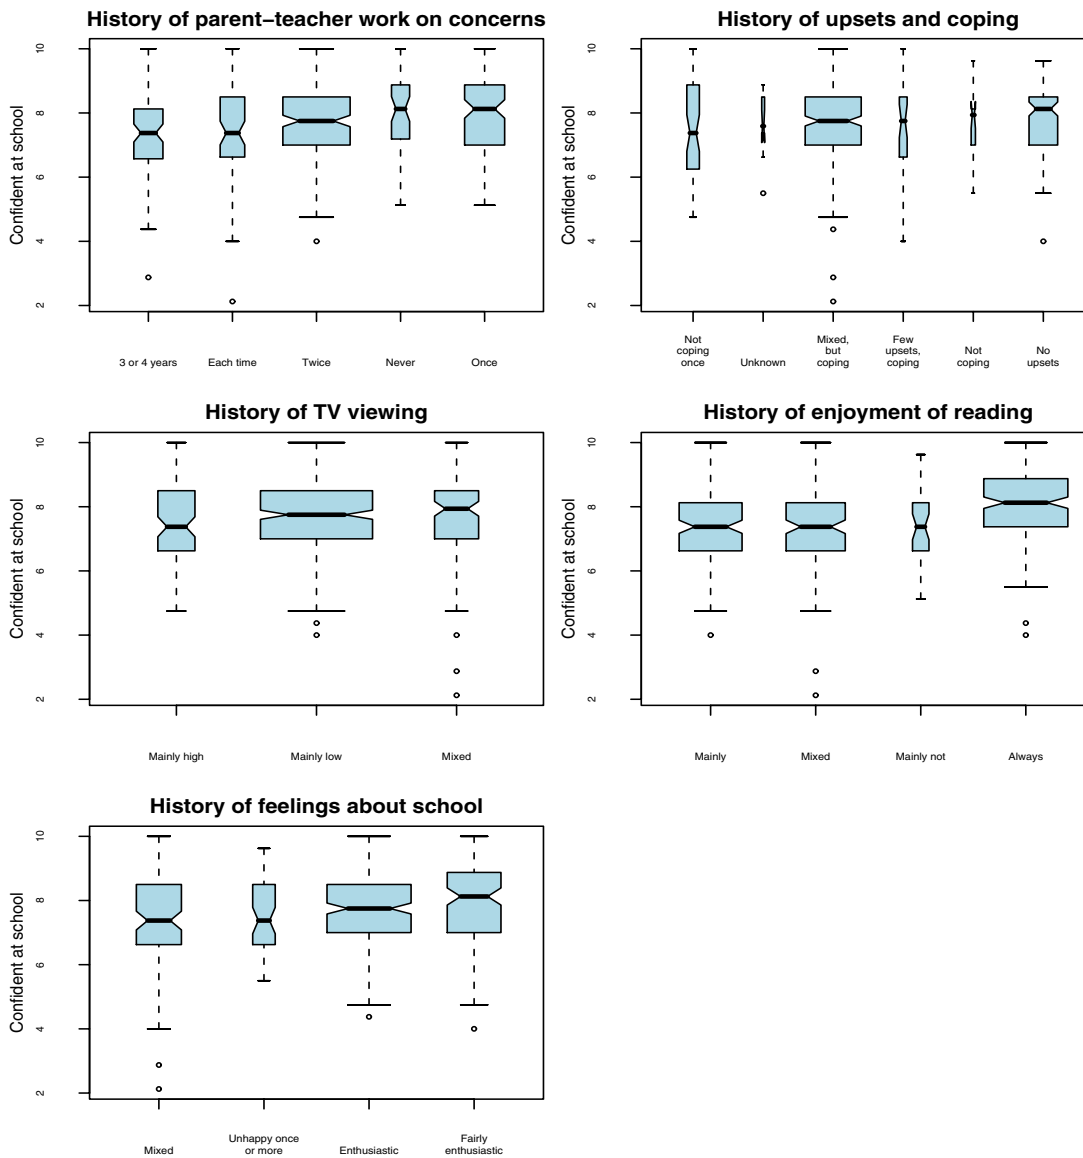 History of parent–teacher work on concerns
Confident at school
10
8
6
4
2
3 or 4 years
Each time
Twice
Never
Once
History of upsets and coping
Confident at school
10
8
6
4
2
Not
coping
once
Unknown
Mixed,
but
coping
Few
upsets,
coping
Not
coping
No
upsets
History of TV viewing
Confident at school
10
8
6
4
2
Mainly high
Mainly low
Mixed
History of enjoyment of reading
Confident at school
10
8
6
4
2
Mainly
Mixed
Mainly not
Always
History of feelings about school
Confident at school
10
8
6
4
2
Mixed
Unhappy once
or more
Enthusiastic
Fairly
enthusiastic